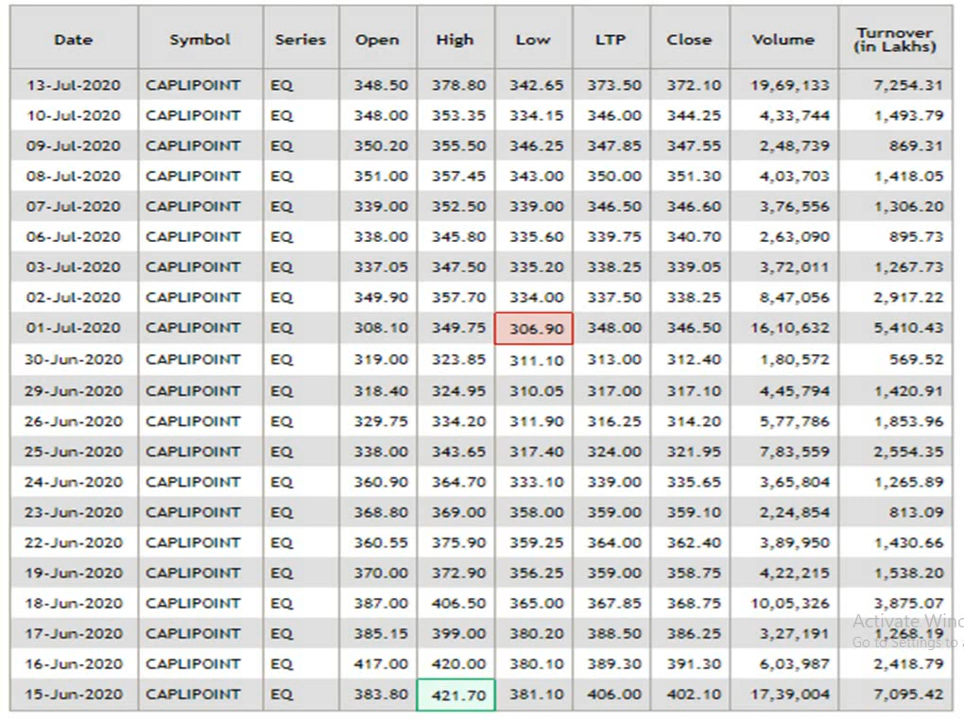 Date Symbol Series Open High Low LTP Close Volume Turnover (in Lakhs)
13-Jul-2020 CAPLIPOINT EQ 348.50 378.80 342.65 373.50 372.10 19,69,133 7,254.31
10-Jul-2020 CAPLIPOINT EQ 348.00 353.35 334.15 346.00 344.25 4,33,744 1,493.79
09-Jul-2020 CAPLIPOINT EQ 350.20 355.50 346.25 347.85 347.55 2,48,739 869.31
08-Jul-2020 CAPLIPOINT EQ 351.00 357.45 343.00 350.00 351.30 4,03,703 1,418.05
07-Jul-2020 CAPLIPOINT EQ 339.00 352.50 339.00 346.50 346.60 3,76,556 1,306.20
06-Jul-2020 CAPLIPOINT EQ 338.00 345.80 335.60 339.75 340.70 2,63,090 895.73
03-Jul-2020 CAPLIPOINT EQ 337.05 347.50 335.20 338.25 339.05 3,72,011 1,267.73
02-Jul-2020 CAPLIPOINT EQ 349.90 357.70 334.00 337.50 338.25 8,47,056 2,917.22
01-Jul-2020 CAPLIPOINT EQ 308.10 349.75 306.90 348.00 346.50 16,10,632 5,410.43
30-Jun-2020 CAPLIPOINT EQ 319.00 323.85 311.10 313.00 312.40 1,80,572 569.52
29-Jun-2020 CAPLIPOINT EQ 318.40 324.95 310.05 317.00 317.10 4,45,794 1,420.91
26-Jun-2020 CAPLIPOINT EQ 329.75 334.20 311.90 316.25 314.20 5,77,786 1,853.96
25-Jun-2020 CAPLIPOINT EQ 338.00 343.65 317.40 324.00 321.95 7,83,559 2,554.35
24-Jun-2020 CAPLIPOINT EQ 360.90 364.70 333.10 339.00 335.65 3,65,804 1,265.89
23-Jun-2020 CAPLIPOINT EQ 368.80 369.00 358.00 359.00 359.10 2,24,854 813.09
22-Jun-2020 CAPLIPOINT EQ 360.55 375.90 359.25 364.00 362.40 3,89,950 1,430.66
19-Jun-2020 CAPLIPOINT EQ 370.00 372.90 356.25 359.00 358.75 4,22,215 1,538.20
18-Jun-2020 CAPLIPOINT EQ 387.00 406.50 365.00 367.85 368.75 10,05,326 3,875.07
Activate Wind
17-Jun-2020 CAPLIPOINT EQ 385.15 399.00 380.20 388.50 386.25 3,27,191 1,268.19
Go to Settings to
16-Jun-2020 CAPLIPOINT EQ 417.00 420.00 380.10 389.30 391.30 6,03,987 2,418.79
15-Jun-2020 CAPLIPOINT EQ 383.80 421.70 381.10 406.00 402.10 17,39,004 7,095.42